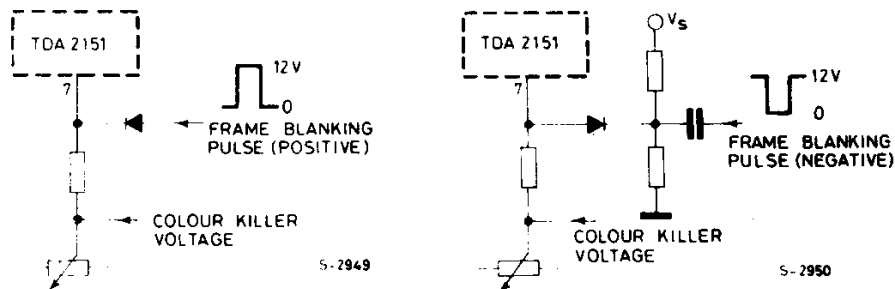 TDA 2151
7
12V
0
FRAME BLANKING
PULSE (POSITIVE)
COLOUR KILLER
VOLTAGE
S-2949
TDA 2151
7
Vs
12V
0
FRAME BLANKING
PULSE (NEGATIVE)
COLOUR KILLER
VOLTAGE
S-2950